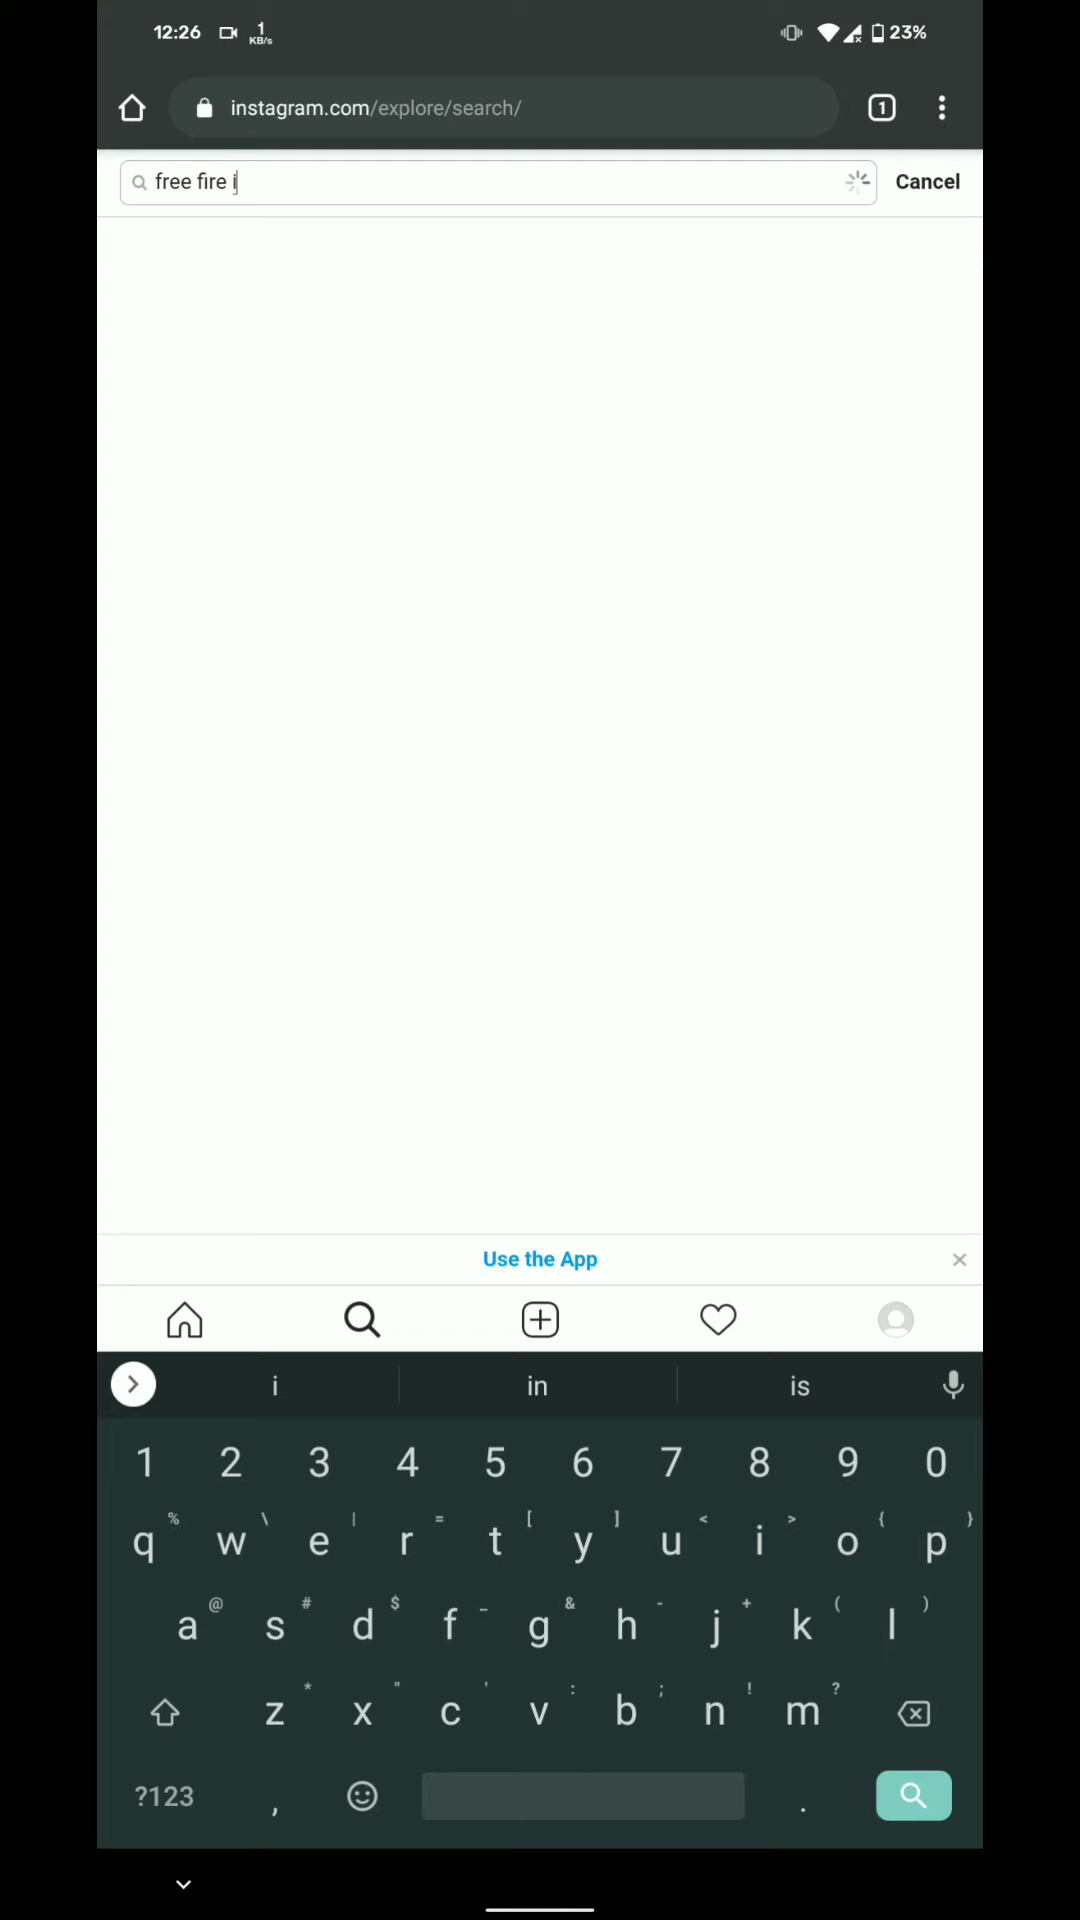 12:26 1 KB/s 23%
instagram.com/explore/search/ 1
free fire i Cancel
Use the App
i in is
1 2 3 4 5 6 7 8 9 0
% \ | = [ ] < > { }
q w e r t y u i o p
@ # $ _ & - + ( )
a s d f g h j k l
* " ' : ; ! ?
z x c v b n m
?123 , .